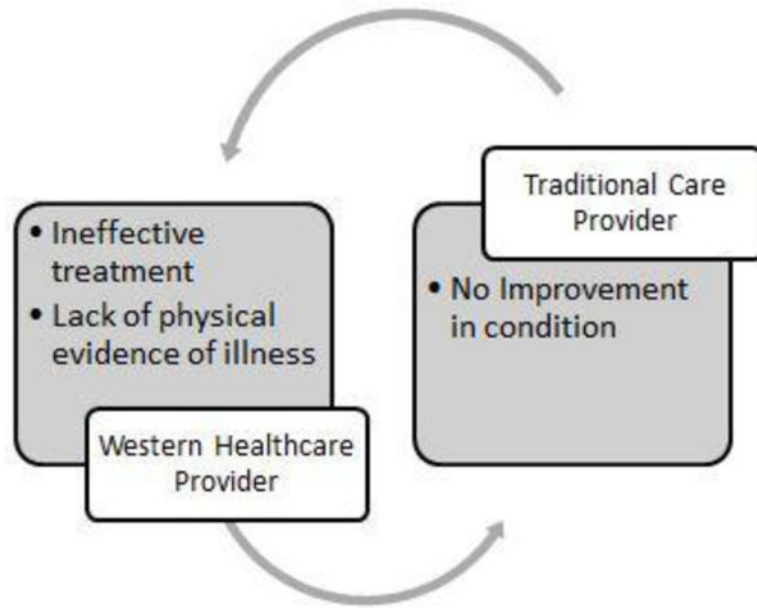 • Ineffective
treatment
• Lack of physical
evidence of illness
Western Healthcare
Provider
Traditional Care
Provider
• No Improvement
in condition